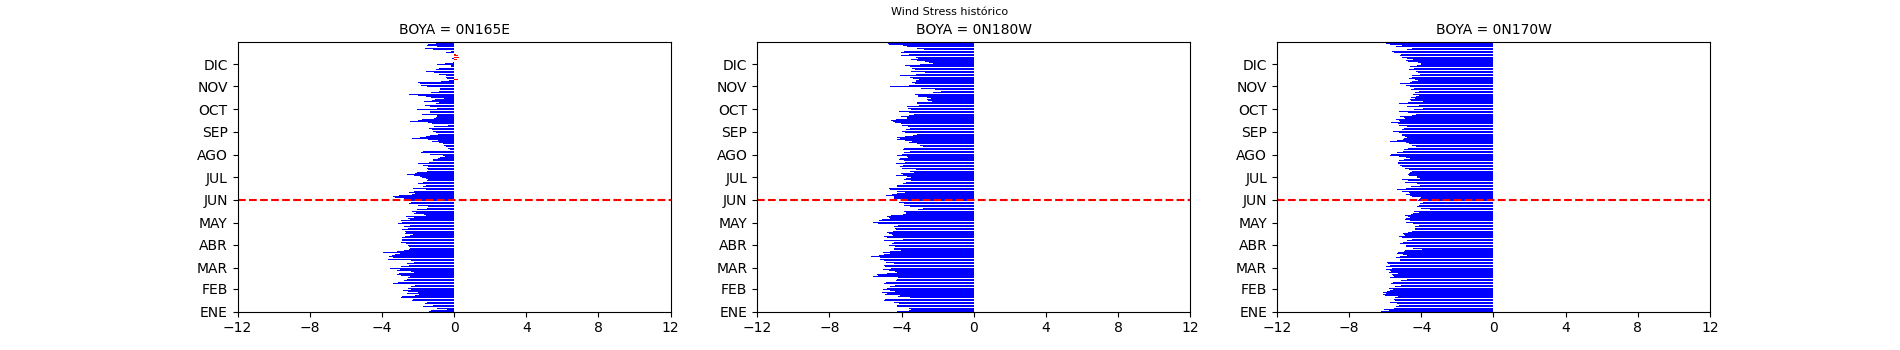 Wind Stress histórico
BOYA = 0N165E
BOYA = 0N180W
BOYA = 0N170W
DIC
NOV
OCT
SEP
AGO
JUL
JUN
MAY
ABR
MAR
FEB
ENE
−12 −8 −4 0 4 8 12
DIC
NOV
OCT
SEP
AGO
JUL
JUN
MAY
ABR
MAR
FEB
ENE
−12 −8 −4 0 4 8 12
DIC
NOV
OCT
SEP
AGO
JUL
JUN
MAY
ABR
MAR
FEB
ENE
−12 −8 −4 0 4 8 12